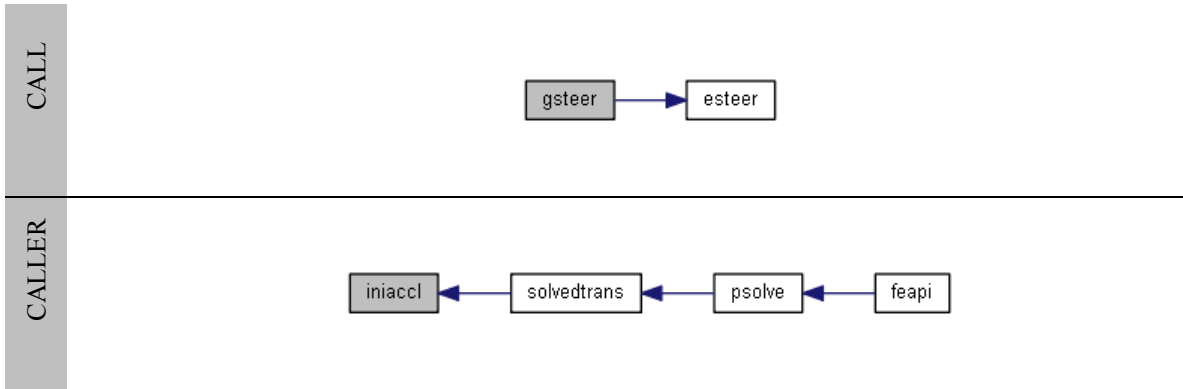 CALL
gsteer
esteer
CALLER
iniaccl
solvedtrans
psolve
feapi